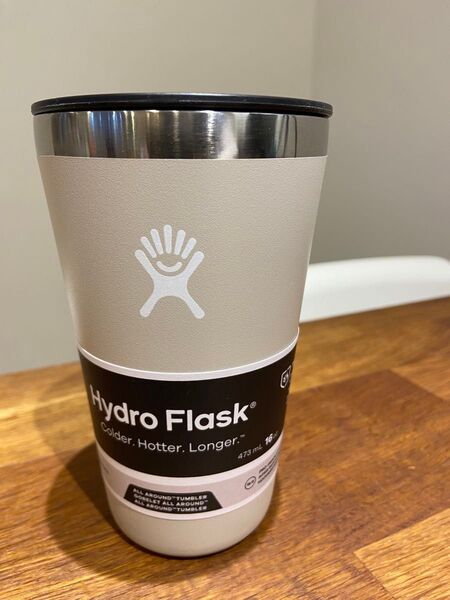 Hydro Flask®
Colder. Hotter. Longer.™
473 mL 16
ALL AROUND™ TUMBLER
GOBELET ALL AROUND™
ALL AROUND™ TUMBLER